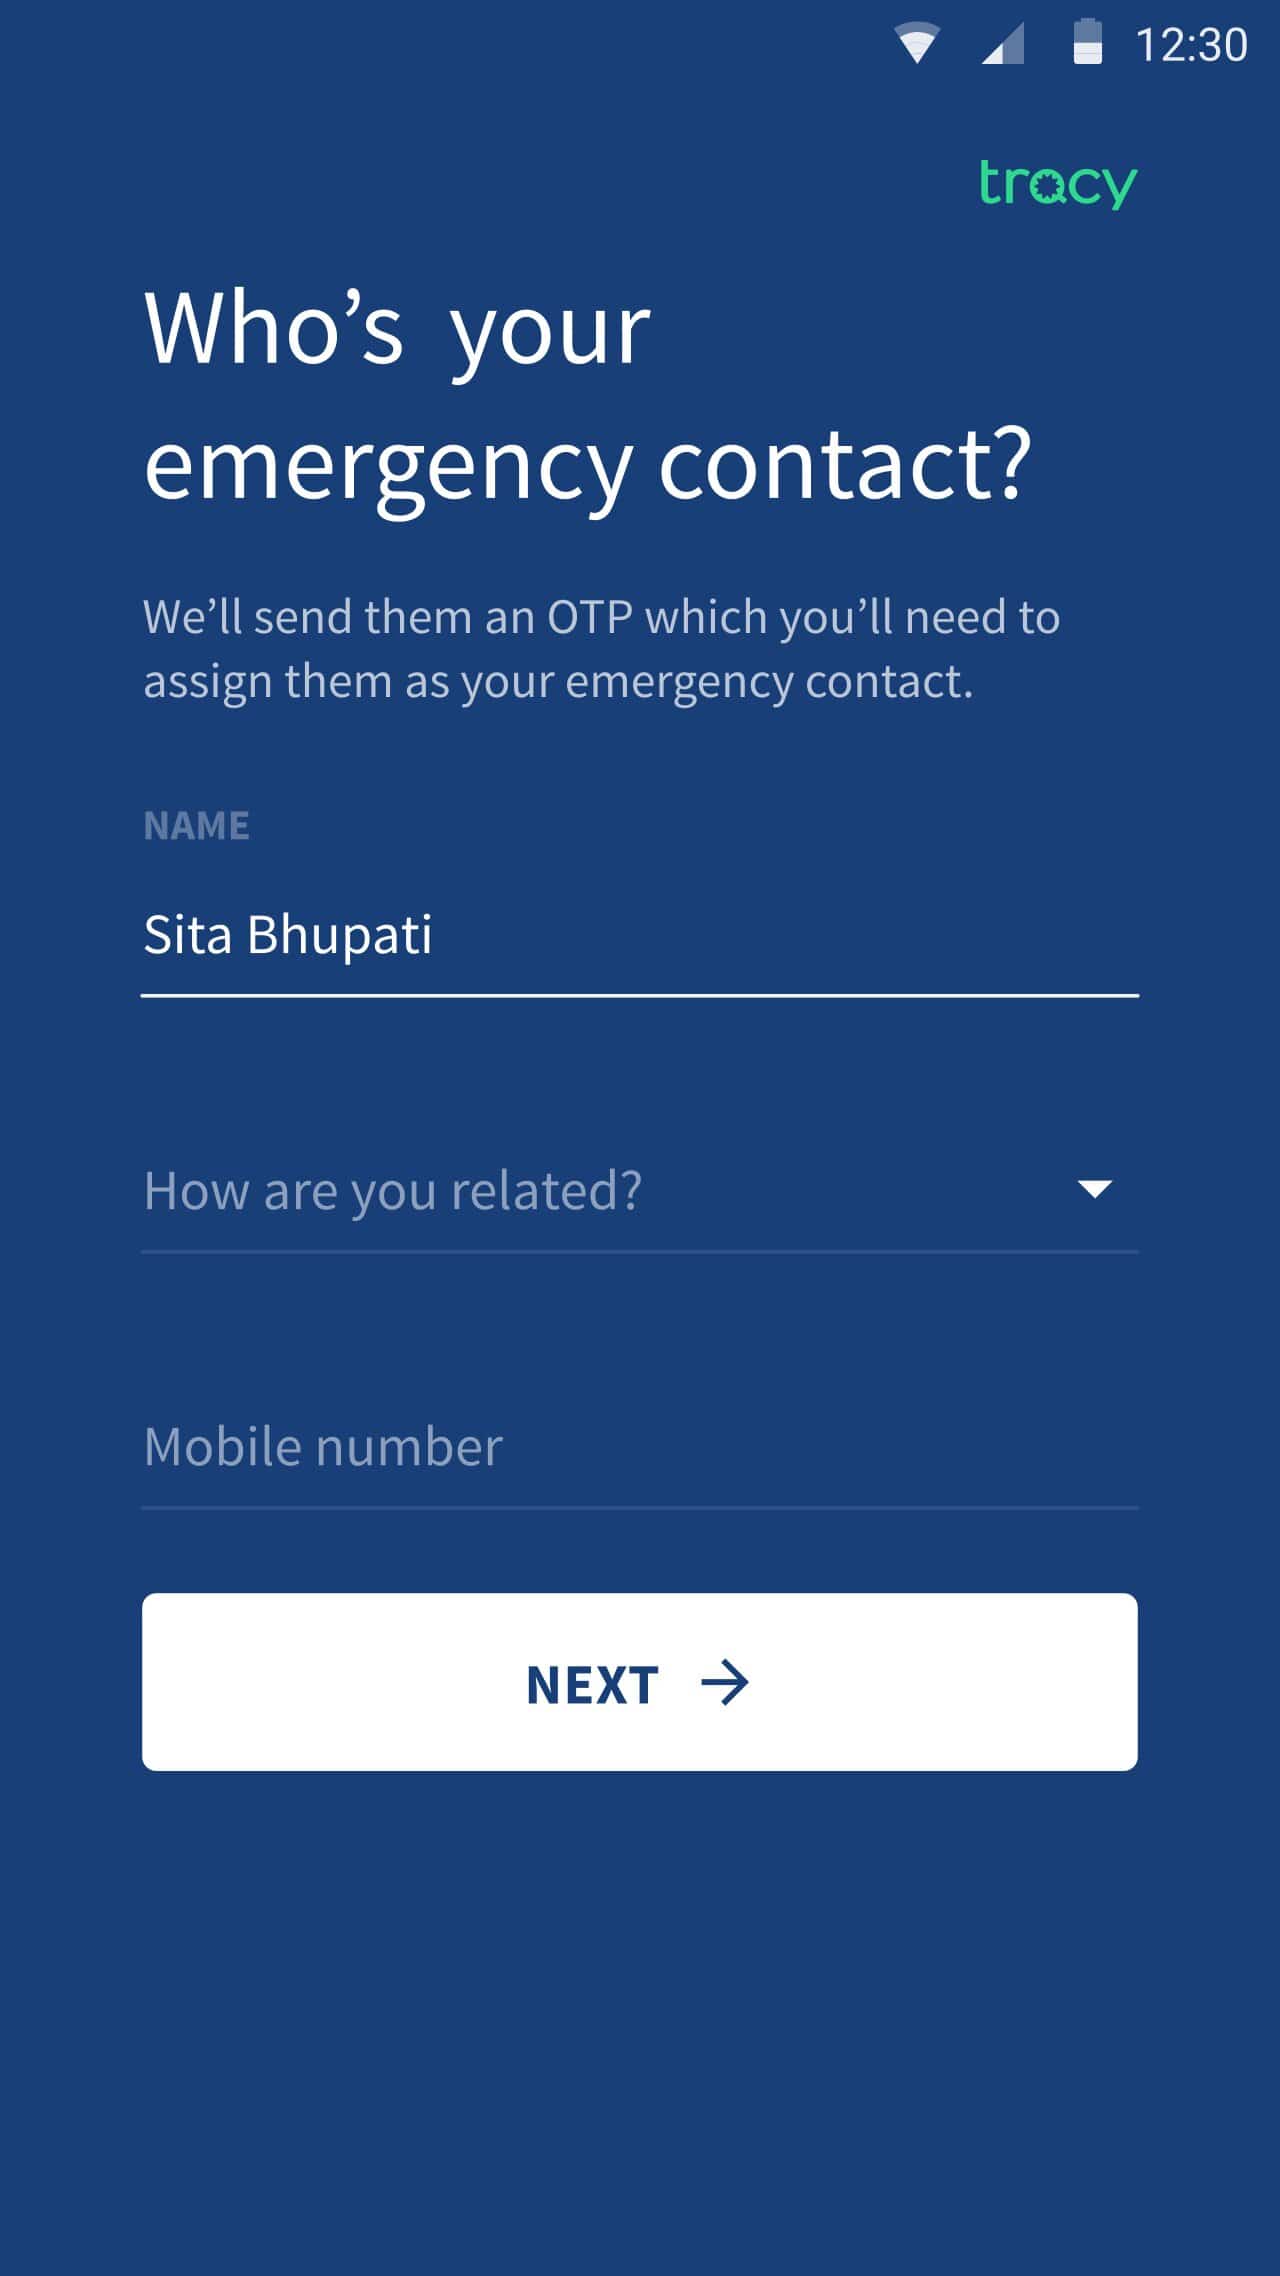 12:30
tracy
Who’s your
emergency contact?
We’ll send them an OTP which you’ll need to
assign them as your emergency contact.
NAME
Sita Bhupati
How are you related?
Mobile number
NEXT